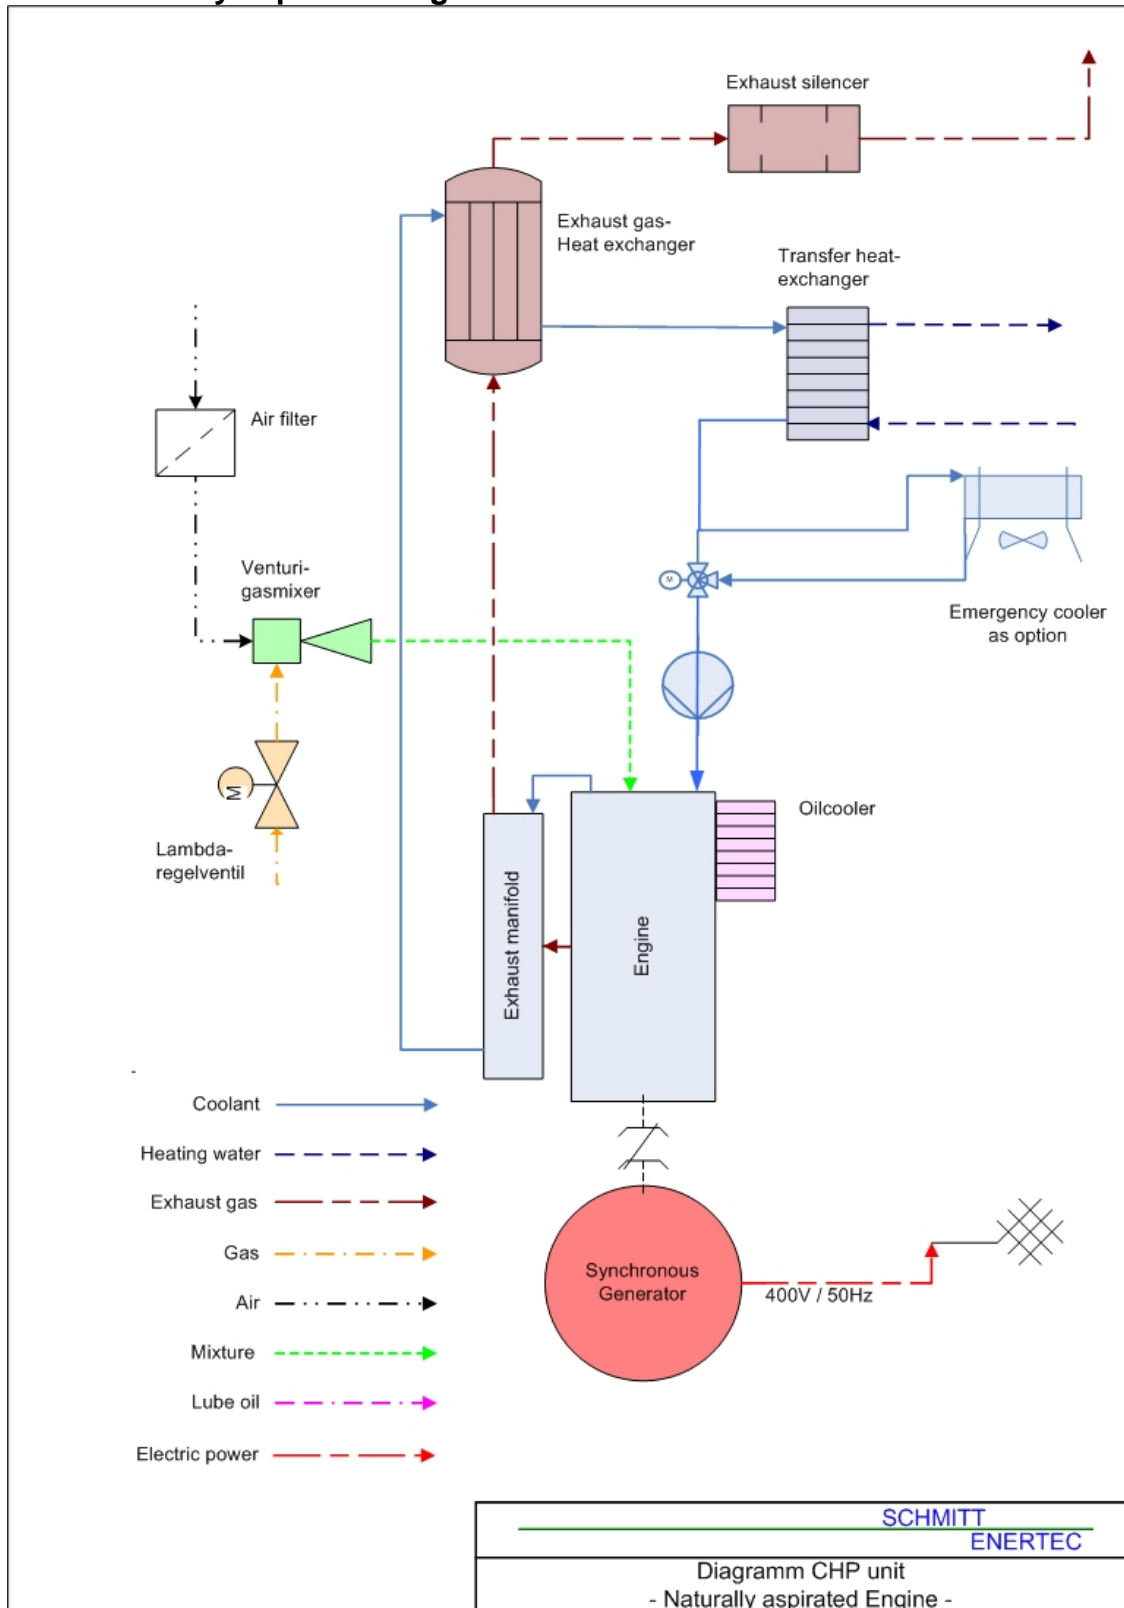 Exhaust silencer
Exhaust gas-
Heat exchanger
Transfer heat-
exchanger
Air filter
Venturi-
gasmixer
M
Emergency cooler
as option
M
Lambda-
regelventil
Oilcooler
Exhaust manifold
Engine
Coolant
Heating water
Exhaust gas
Gas
Air
Mixture
Lube oil
Electric power
Synchronous
Generator
400V / 50Hz
SCHMITT
ENERTEC
Diagramm CHP unit
- Naturally aspirated Engine -